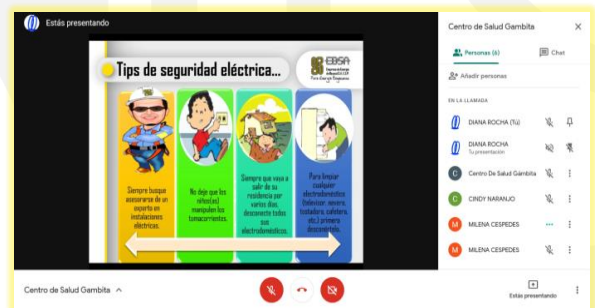 Estás presentando
Tips de seguridad eléctrica...
EBSA
Siempre busque
asesorarse de un
experto en
instalaciones
eléctricas.
No deje que los
niños(as)
manipulen los
tomacorrientes.
Siempre que vaya a
salir de su
residencia por
varios días,
desconecte todos
sus
electrodomésticos.
Para limpiar
cualquier
electrodoméstico
(televisor, nevera,
tostadora, cafetera,
etc.) primero
desconéctelo.
Centro de Salud Gambita
Personas (6)
Chat
Añadir personas
EN LA LLAMADA
DIANA ROCHA (Tú)
DIANA ROCHA
Tu presentación
C
Centro De Salud Gámbita
C
CINDY NARANJO
M
MILENA CESPEDES
M
MILENA CESPEDES
Centro de Salud Gambita
Estás presentando